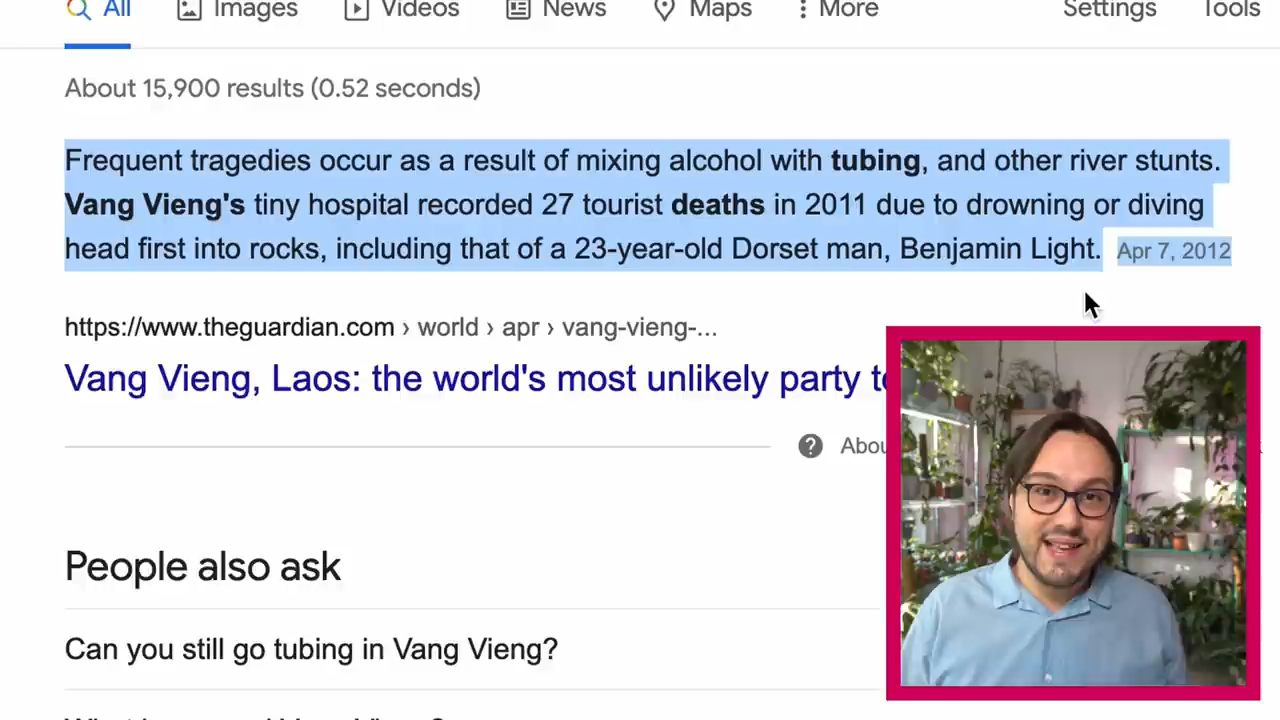 All Images Videos News Maps More Settings Tools
About 15,900 results (0.52 seconds)
Frequent tragedies occur as a result of mixing alcohol with tubing, and other river stunts.
Vang Vieng's tiny hospital recorded 27 tourist deaths in 2011 due to drowning or diving
head first into rocks, including that of a 23-year-old Dorset man, Benjamin Light. Apr 7, 2012
https://www.theguardian.com › world › apr › vang-vieng-...
Vang Vieng, Laos: the world's most unlikely party
People also ask
Can you still go tubing in Vang Vieng?